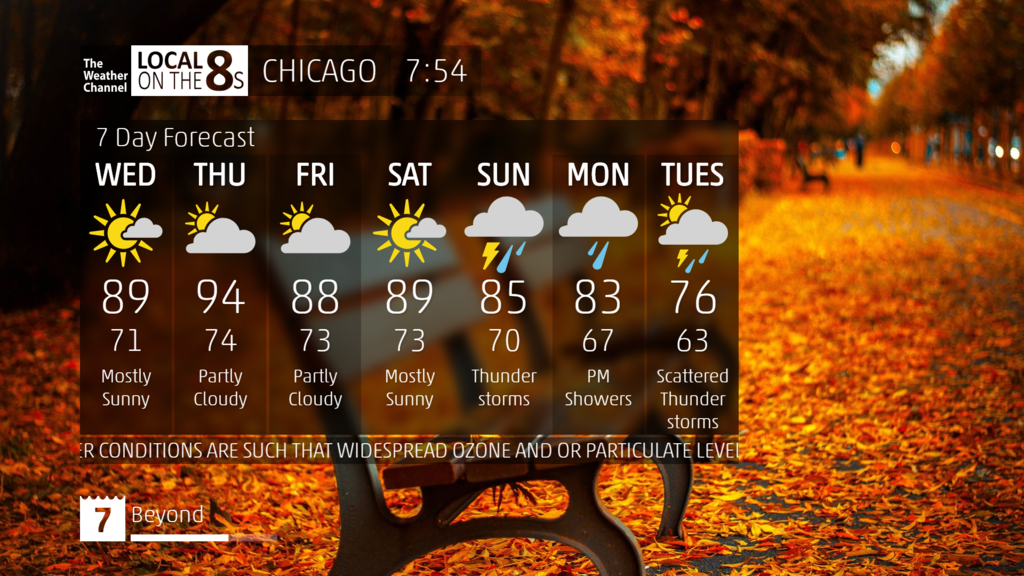 The
Weather
Channel
LOCAL
ON THE 8s
CHICAGO 7:54
7 Day Forecast
WED THU FRI SAT SUN MON TUES
89 94 88 89 85 83 76
71 74 73 73 70 67 63
Mostly Partly Partly Mostly Thunder PM Scattered
Sunny Cloudy Cloudy Sunny storms Showers Thunder
storms
ER CONDITIONS ARE SUCH THAT WIDESPREAD OZONE AND OR PARTICULATE LEVEL
7 Beyond